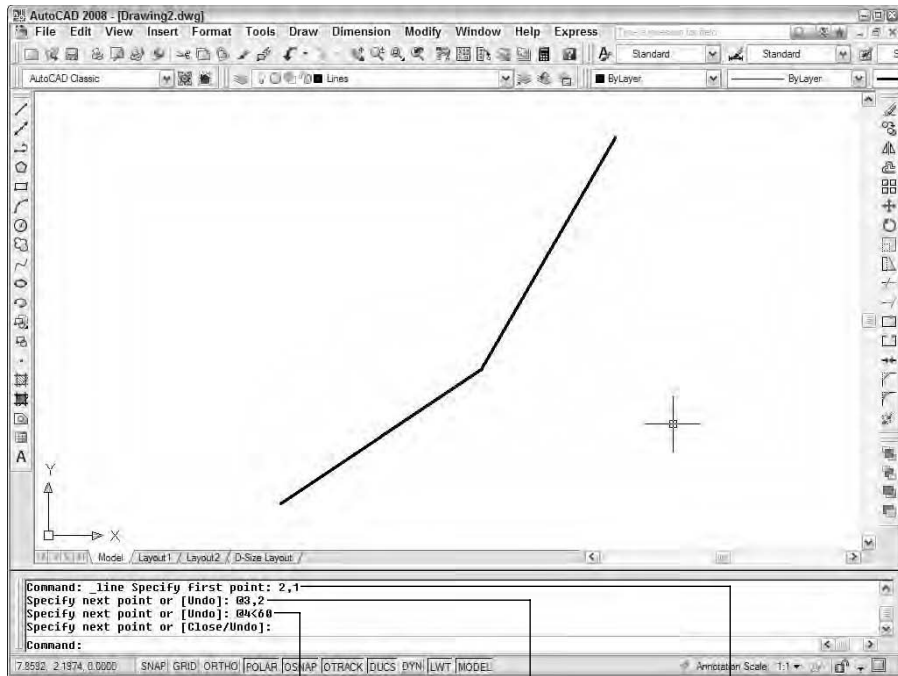 AutoCAD 2008 - [Drawing2.dwg]
File Edit View Insert Format Tools Draw Dimension Modify Window Help Express
Standard Standard S
AutoCAD Classic Lines ByLayer ByLayer
A
Y
X
Model Layout1 Layout2 D-Size Layout
Command: _line Specify first point: 2,1
Specify next point or [Undo]: @3,2
Specify next point or [Undo]: @4<60
Specify next point or [Close/Undo]:
Command:
7.8592, 2.1974, 0.0000 SNAP GRID ORTHO POLAR OSNAP OTRACK DUCS DYN LWT MODEL Annotation Scale: 1:1